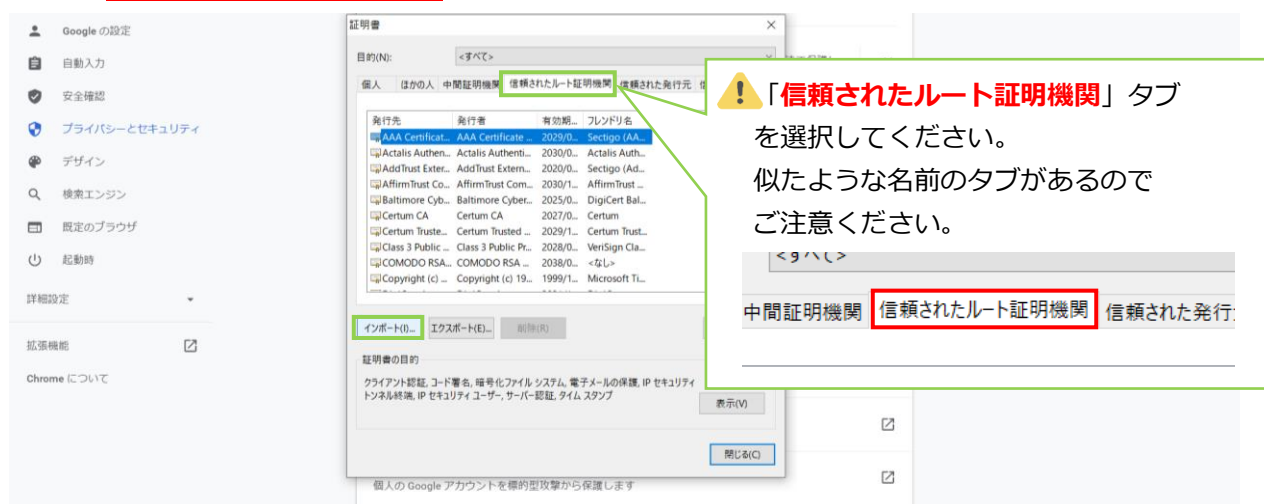 Google の設定
自動入力
安全確認
プライバシーとセキュリティ
デザイン
検索エンジン
既定のブラウザ
起動時
詳細設定
拡張機能
Chrome について
証明書
目的(N):
<すべて>
個人 ほかの人 中間証明機関 信頼されたルート証明機関 信頼された発行元
発行先 発行者 有効期... フレンドリ名
AAA Certificat... AAA Certificate ... 2029/0... Sectigo (AA...
Actalis Authen... Actalis Authenti... 2030/0... Actalis Auth...
AddTrust Exter... AddTrust Extern... 2020/0... Sectigo (Ad...
AffirmTrust Co... AffirmTrust Com... 2030/1... AffirmTrust ...
Baltimore Cyb... Baltimore Cyber... 2025/0... DigiCert Bal...
Certum CA Certum CA 2027/0... Certum
Certum Truste... Certum Trusted ... 2029/1... Certum Trust...
Class 3 Public ... Class 3 Public Pr... 2028/0... VeriSign Cla...
COMODO RSA... COMODO RSA ... 2038/0... <なし>
Copyright (c) ... Copyright (c) 19... 1999/1... Microsoft Ti...
インポート(I)... エクスポート(E)... 削除(R)
証明書の目的
クライアント認証, コード署名, 暗号化ファイル システム, 電子メールの保護, IP セキュリティ
トンネル終端, IP セキュリティ ユーザー, サーバー認証, タイム スタンプ
表示(V)
閉じる(C)
個人の Google アカウントを標的型攻撃から保護します
「信頼されたルート証明機関」タブ
を選択してください。
似たような名前のタブがあるので
ご注意ください。
<すべて>
中間証明機関 信頼されたルート証明機関 信頼された発行